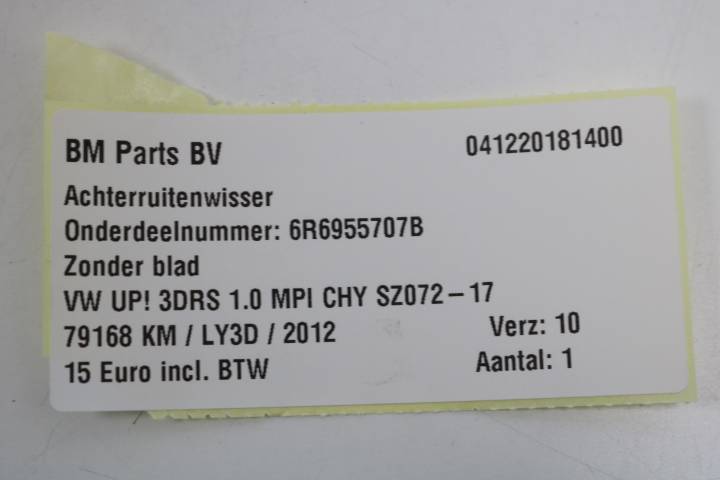 BM Parts BV 041220181400
Achterruitenwisser
Onderdeelnummer: 6R6955707B
Zonder blad
VW UP! 3DRS 1.0 MPI CHY SZ072-17
79168 KM / LY3D / 2012 Verz: 10
15 Euro incl. BTW Aantal: 1